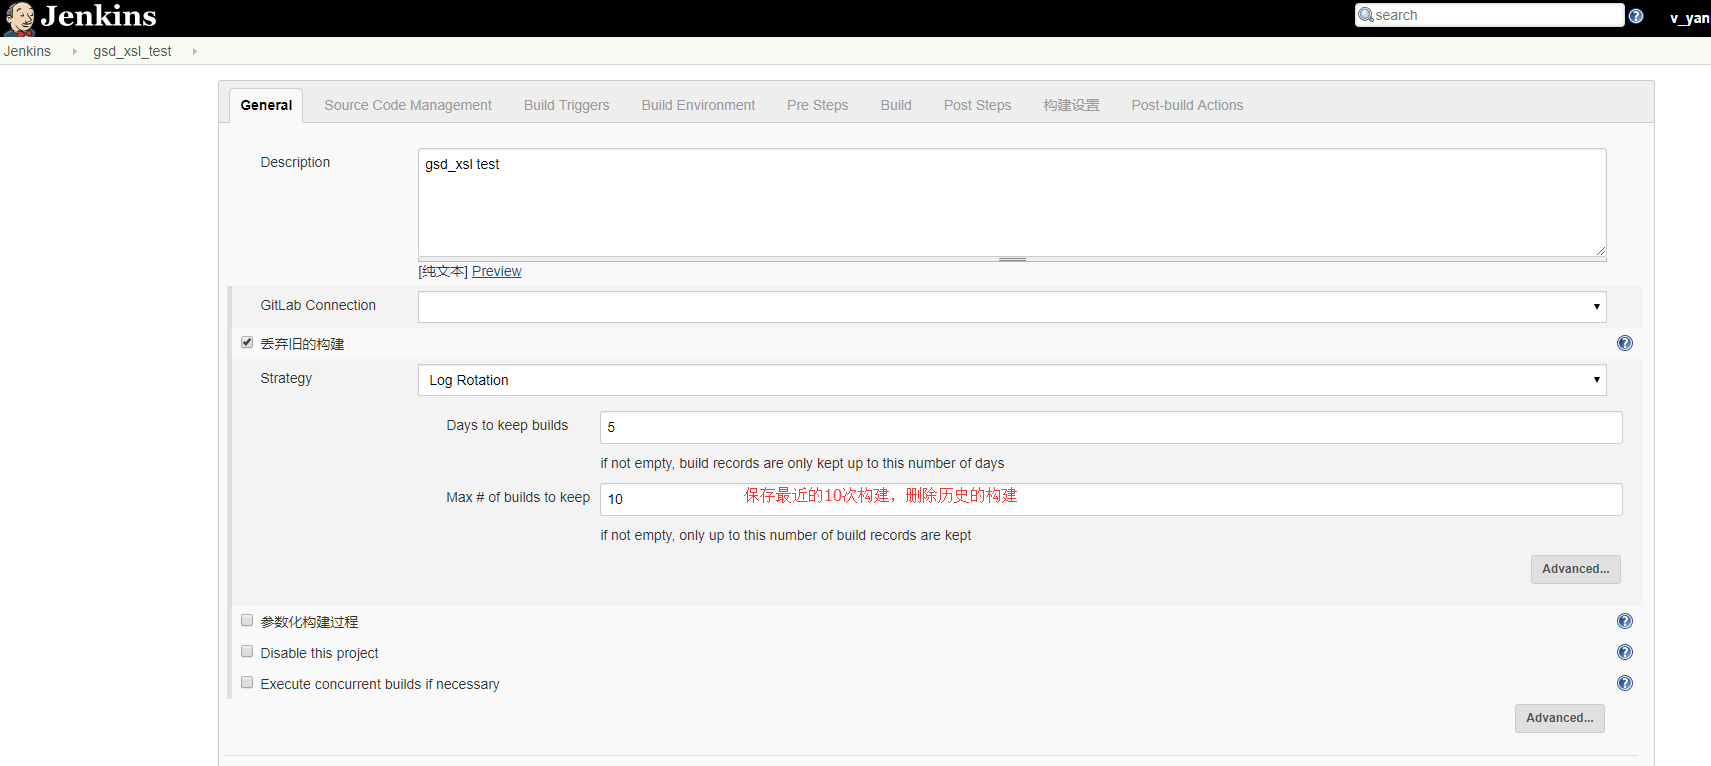 Jenkins
search
v_yan
Jenkins gsd_xsl_test
General Source Code Management Build Triggers Build Environment Pre Steps Build Post Steps 构建设置 Post-build Actions
Description
gsd_xsl test
[纯文本] Preview
GitLab Connection
丢弃旧的构建
Strategy
Log Rotation
Days to keep builds
5
if not empty, build records are only kept up to this number of days
Max # of builds to keep
10
保存最近的10次构建，删除历史的构建
if not empty, only up to this number of build records are kept
Advanced...
参数化构建过程
Disable this project
Execute concurrent builds if necessary
Advanced...